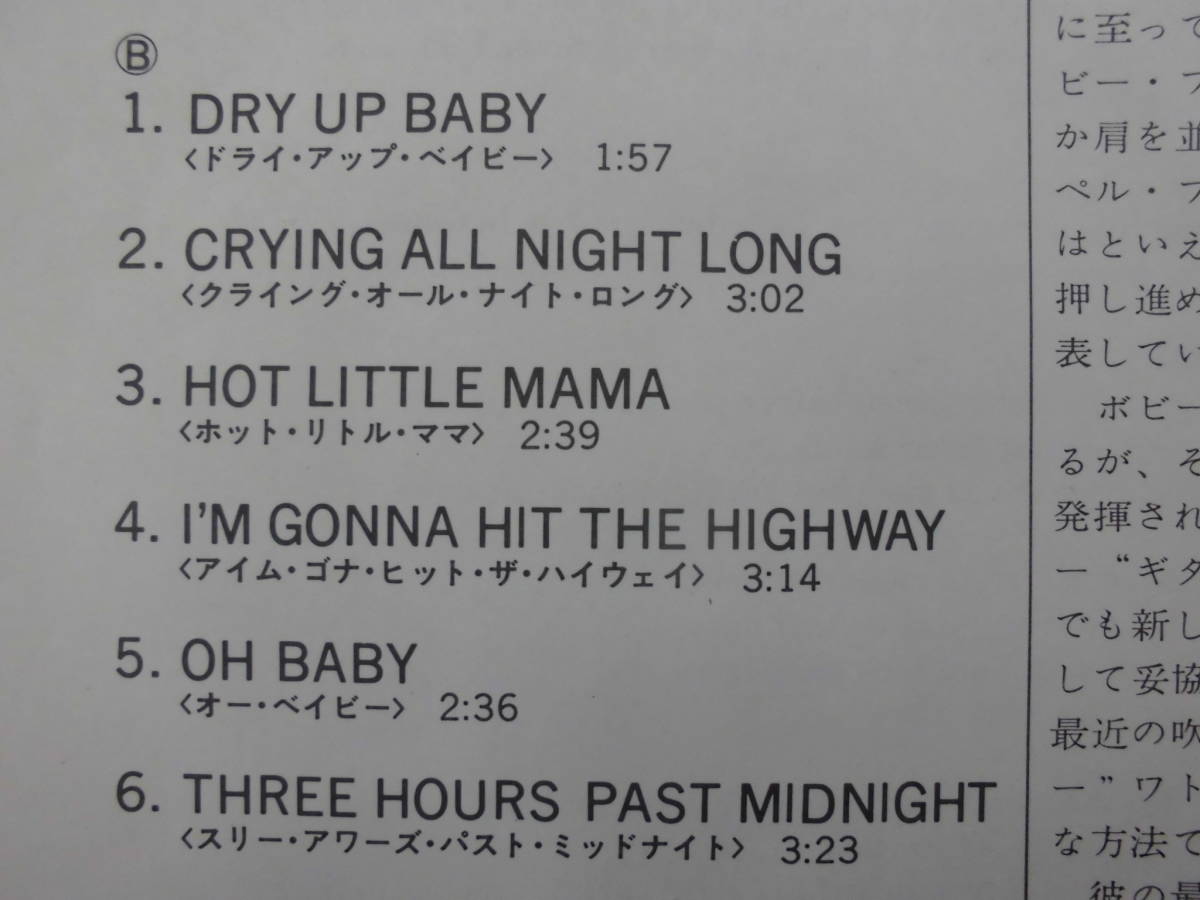 Ⓑ
1. DRY UP BABY
〈ドライ・アップ・ベイビー〉 1:57
2. CRYING ALL NIGHT LONG
〈クライング・オール・ナイト・ロング〉 3:02
3. HOT LITTLE MAMA
〈ホット・リトル・ママ〉 2:39
4. I'M GONNA HIT THE HIGHWAY
〈アイム・ゴナ・ヒット・ザ・ハイウェイ〉 3:14
5. OH BABY
〈オー・ベイビー〉 2:36
6. THREE HOURS PAST MIDNIGHT
〈スリー・アワーズ・パスト・ミッドナイト〉 3:23
に至って
ビー・フ
か肩を並
ペル・フ
はといえ
押し進め
表してい
ボビー
るが、そ
発揮され
ー“ギタ
でも新し
して妥協
最近の吹
ー”ワト
な方法で
彼の最